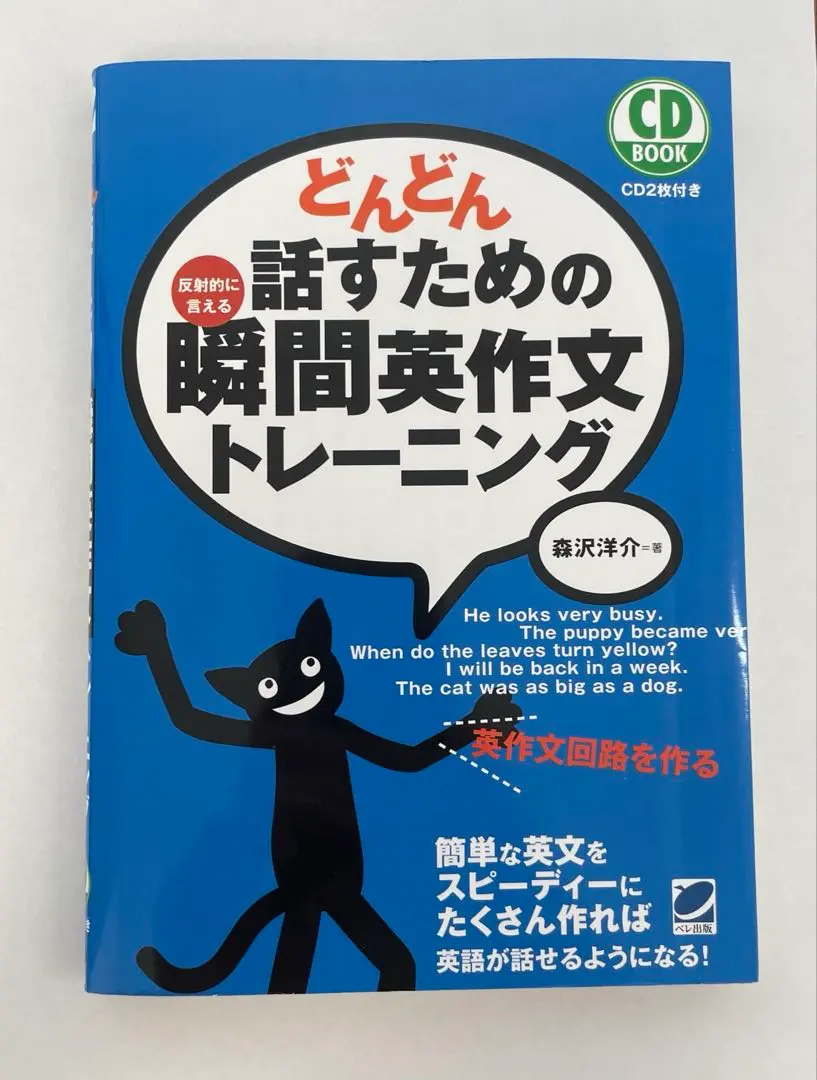 CD
BOOK
CD2枚付き
どんどん
反射的に
言える
話すための
瞬間英作文
トレーニング
森沢洋介=著
He looks very busy.
The puppy became ver
When do the leaves turn yellow?
I will be back in a week.
The cat was as big as a dog.
英作文回路を作る
簡単な英文を
スピーディーに
たくさん作れば
英語が話せるようになる!
ベレ出版